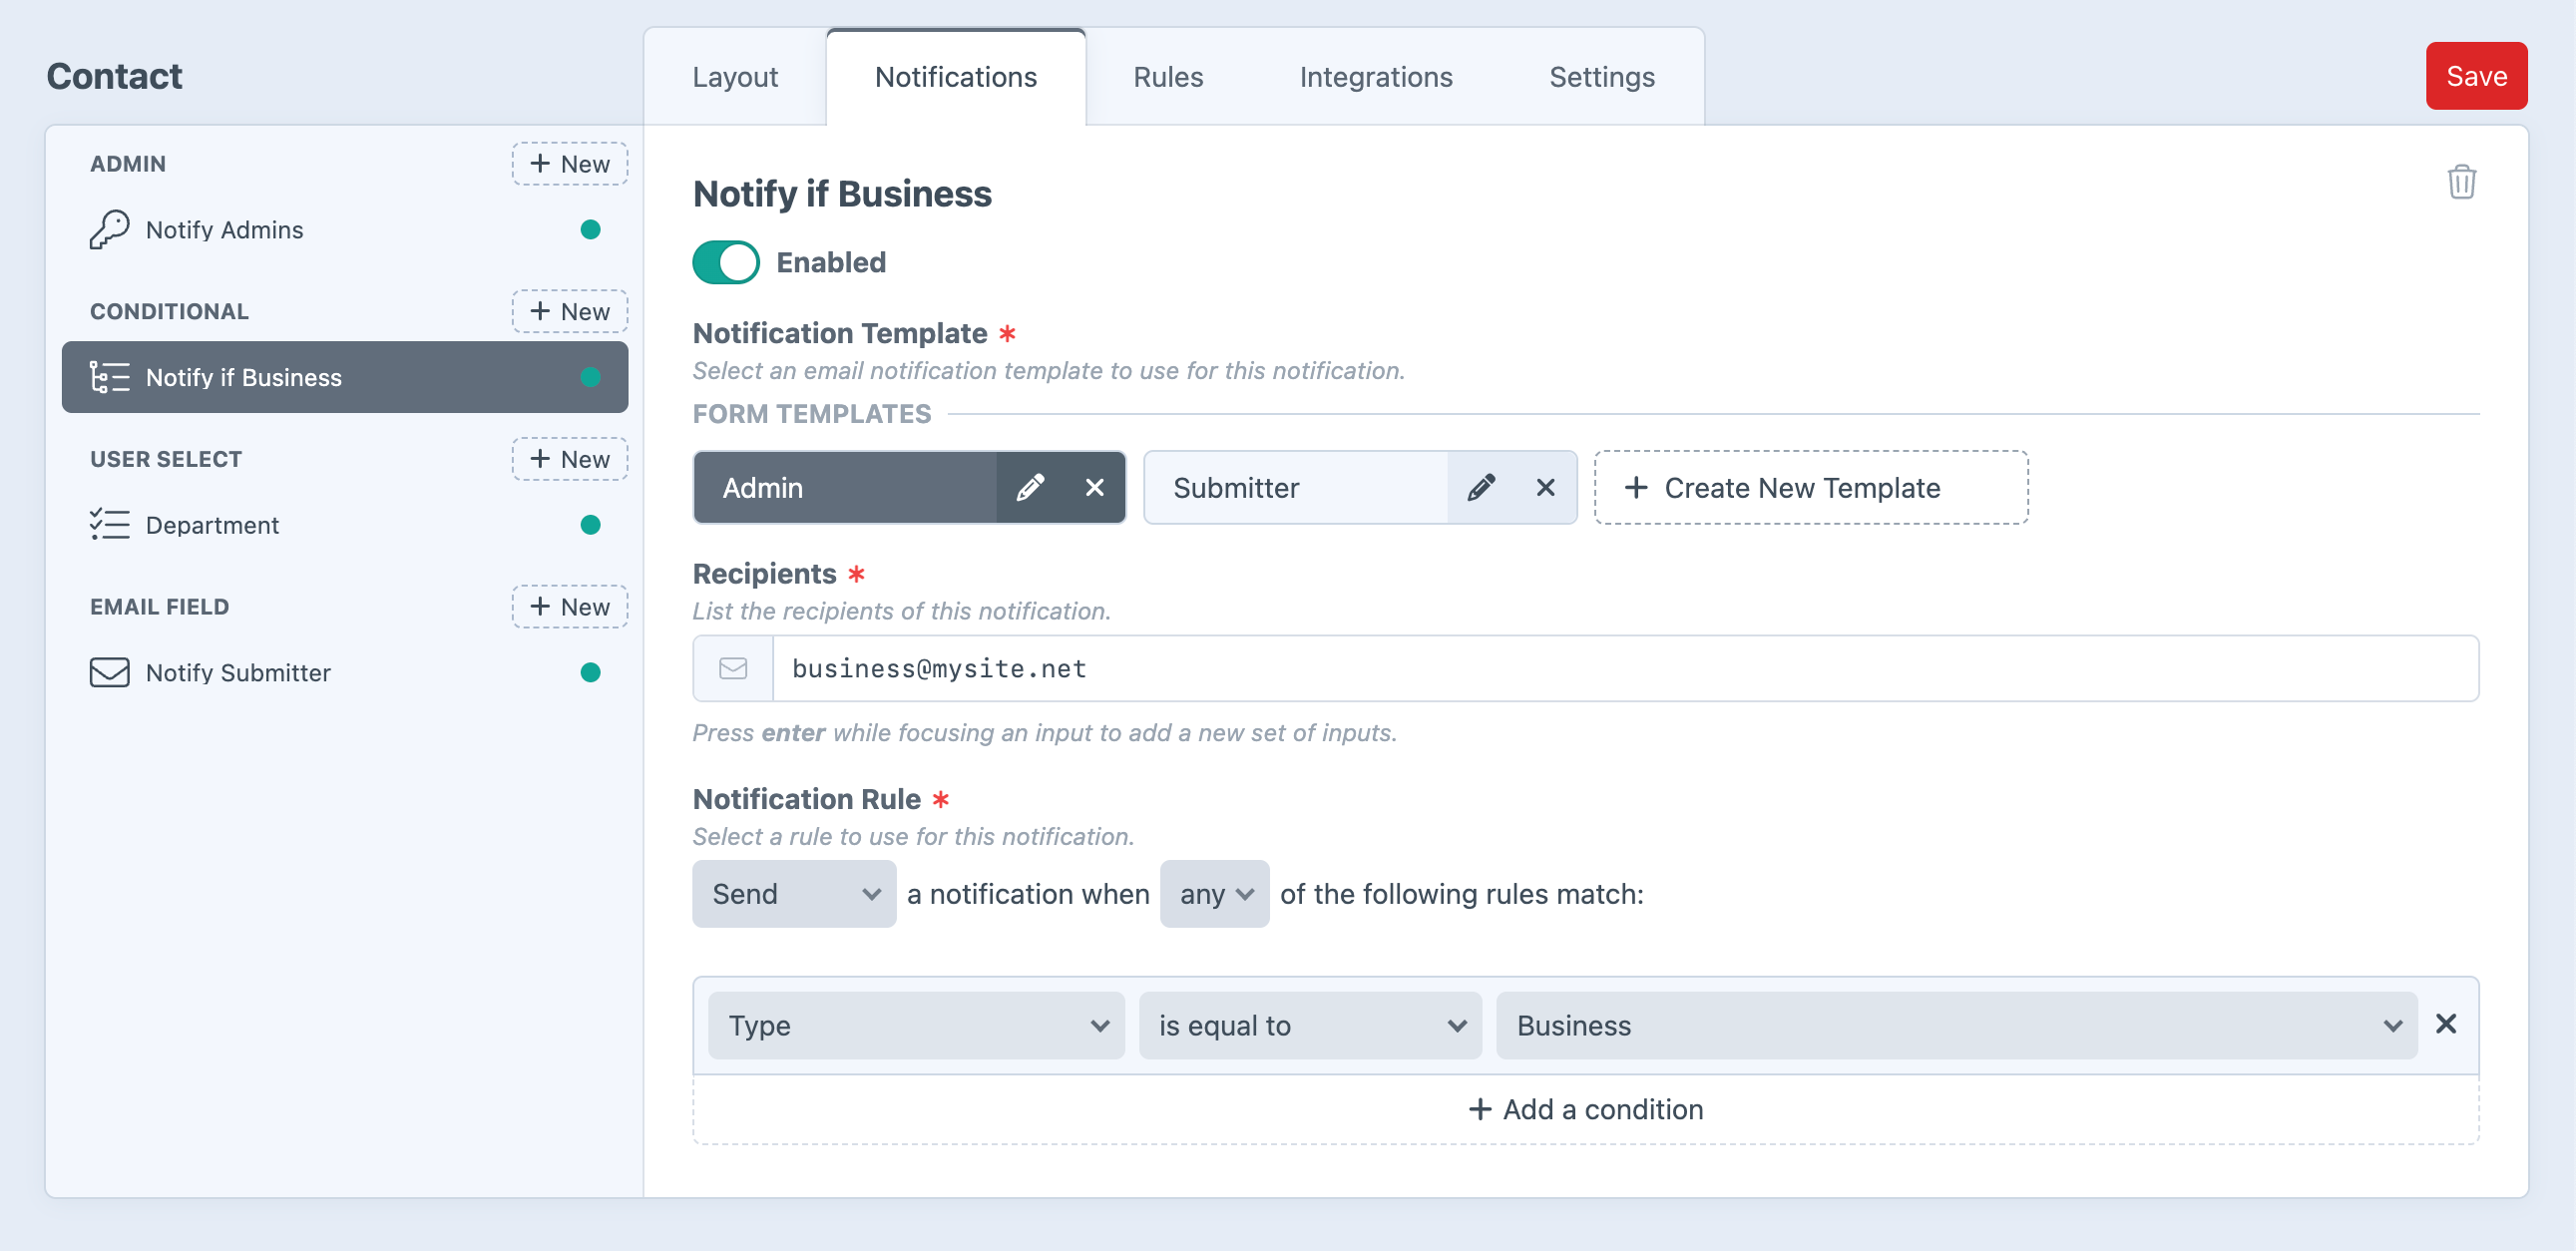 Contact
Layout
Notifications
Rules
Integrations
Settings
Save
ADMIN
New
Notify Admins
CONDITIONAL
New
Notify if Business
USER SELECT
New
Department
EMAIL FIELD
New
Notify Submitter
Notify if Business
Enabled
Notification Template *
Select an email notification template to use for this notification.
FORM TEMPLATES
Admin
Submitter
+ Create New Template
Recipients *
List the recipients of this notification.
business@mysite.net
Press enter while focusing an input to add a new set of inputs.
Notification Rule *
Select a rule to use for this notification.
Send a notification when any of the following rules match:
Type is equal to Business
+ Add a condition